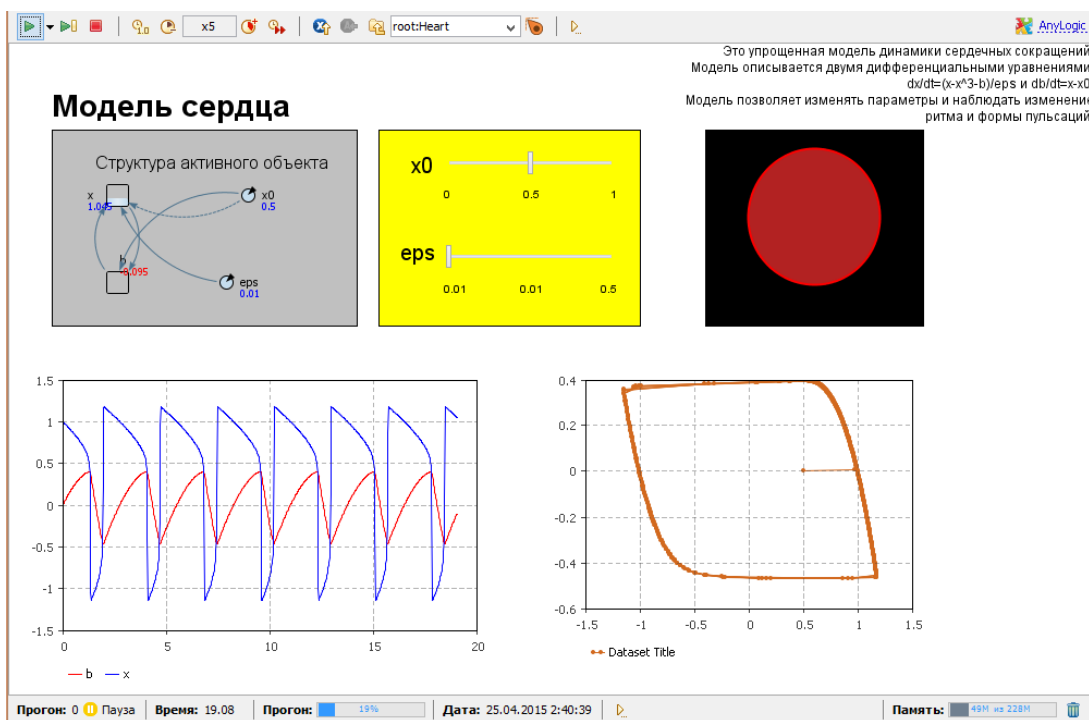 x5
root:Heart
AnyLogic
Это упрощенная модель динамики сердечных сокращений
Модель описывается двумя дифференциальными уравнениями
dx/dt=(x-x^3-b)/eps и db/dt=x-x0
Модель позволяет изменять параметры и наблюдать изменение
ритма и формы пульсаций
Модель сердца
Структура активного объекта
x
1.045
x0
0.5
b
-0.095
eps
0.01
x0
0 0.5 1
eps
0.01 0.01 0.5
1.5
1
0.5
0
-0.5
-1
-1.5
0 5 10 15 20
b x
0.4
0.2
0
-0.2
-0.4
-0.6
-1.5 -1 -0.5 0 0.5 1 1.5
Dataset Title
Прогон: 0 Пауза Время: 19.08 Прогон: 19% Дата: 25.04.2015 2:40:39 Память: 49M из 228M